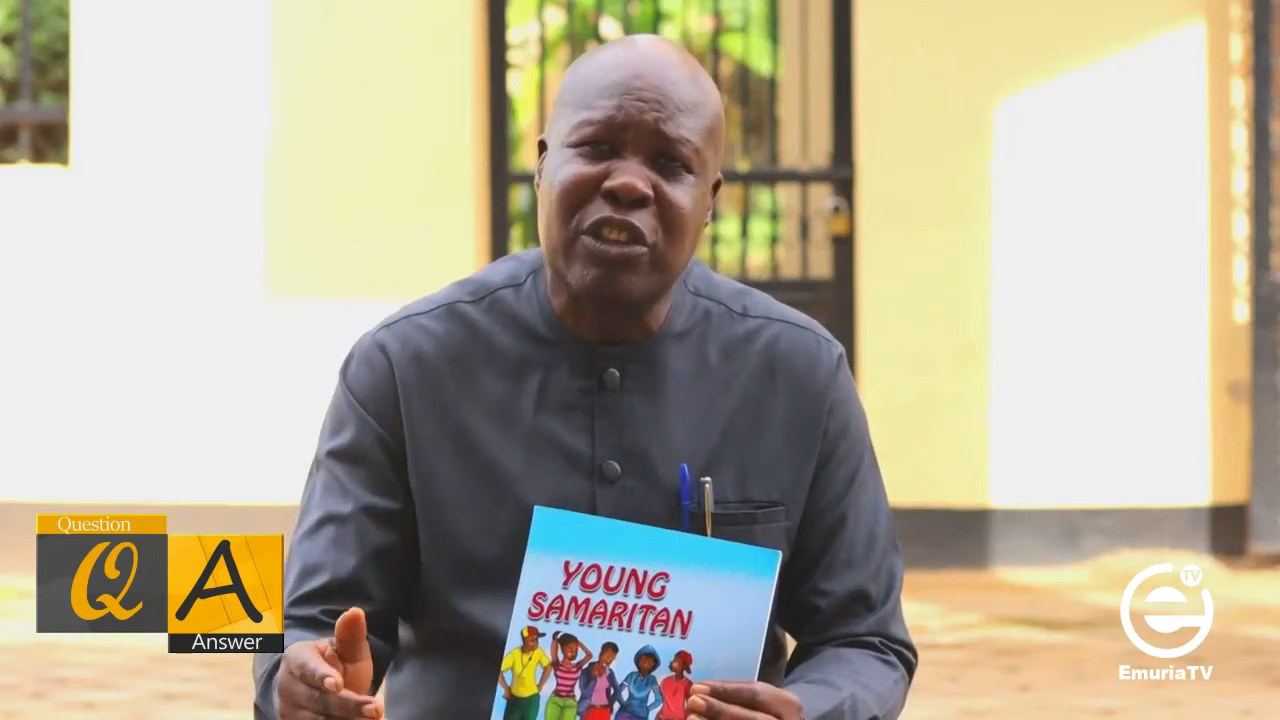 YOUNG
SAMARITAN
Question
Q A
Answer
TV
e
EmuriaTV